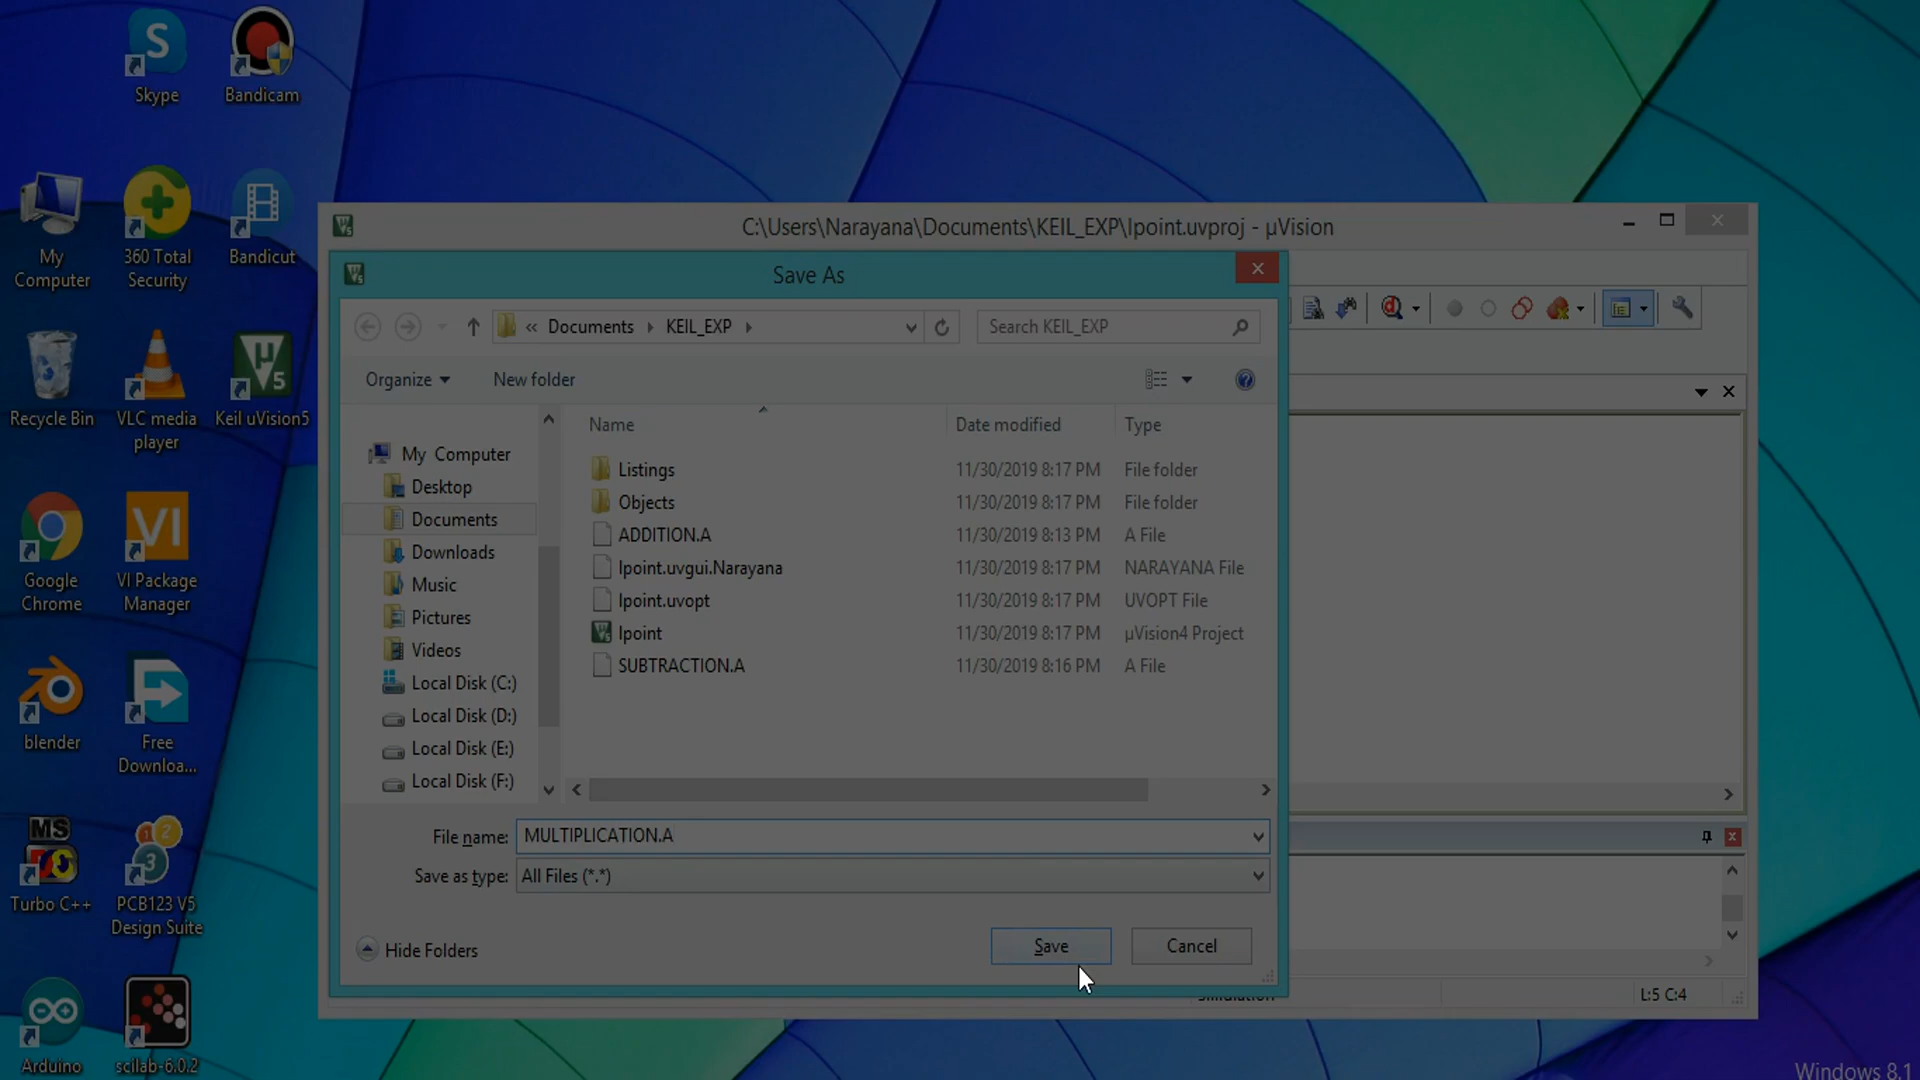 Skype
Bandicam
My Computer
360 Total Security
Bandicut
Recycle Bin
VLC media player
Keil uVision5
Google Chrome
VI Package Manager
blender
Free Downloa...
Turbo C++
PCB123 V5 Design Suite
Arduino
scilab-6.0.2
C:\Users\Narayana\Documents\KEIL_EXP\Ipoint.uvproj - µVision
Save As
« Documents KEIL_EXP
Search KEIL_EXP
Organize
New folder
My Computer
Desktop
Documents
Downloads
Music
Pictures
Videos
Local Disk (C:)
Local Disk (D:)
Local Disk (E:)
Local Disk (F:)
Name Date modified Type
Listings 11/30/2019 8:17 PM File folder
Objects 11/30/2019 8:17 PM File folder
ADDITION.A 11/30/2019 8:13 PM A File
Ipoint.uvgui.Narayana 11/30/2019 8:17 PM NARAYANA File
Ipoint.uvopt 11/30/2019 8:17 PM UVOPT File
Ipoint 11/30/2019 8:17 PM µVision4 Project
SUBTRACTION.A 11/30/2019 8:16 PM A File
File name: MULTIPLICATION.A
Save as type: All Files (*.*)
Hide Folders
Save
Cancel
L:5 C:4
Windows 8.1